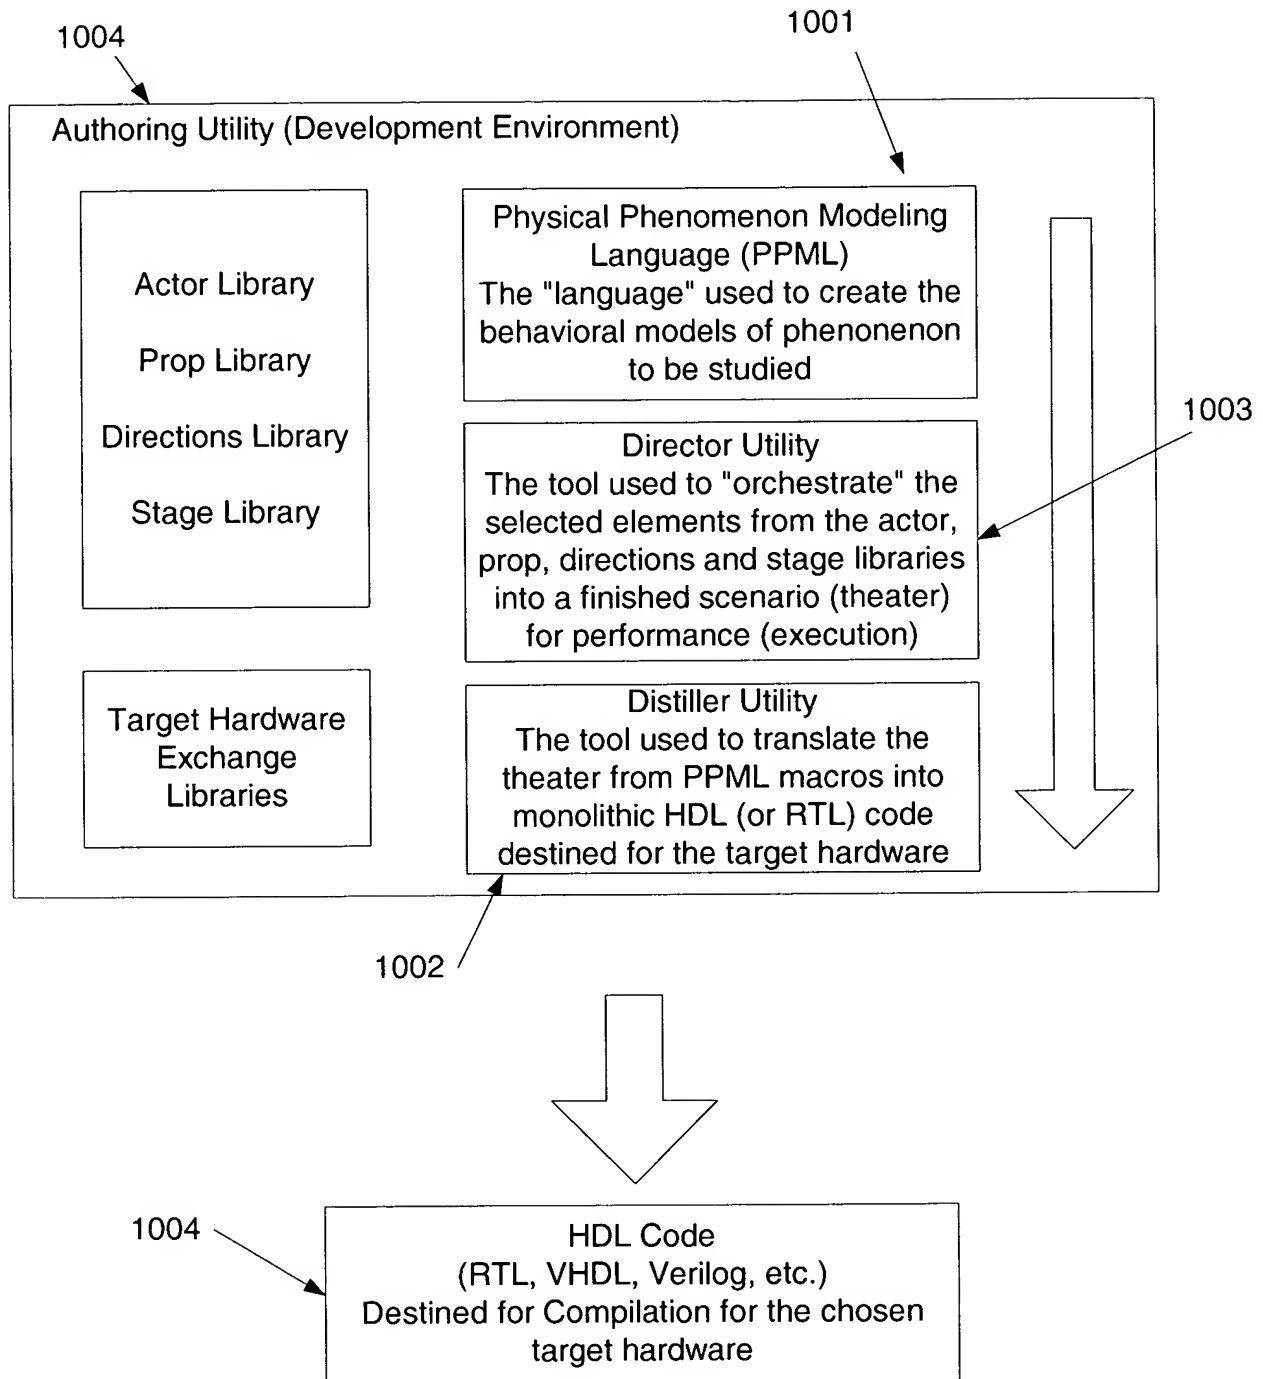 1004
1001
Authoring Utility (Development Environment)
Actor Library
Prop Library
Directions Library
Stage Library
Physical Phenomenon Modeling
Language (PPML)
The "language" used to create the
behavioral models of phenonenon
to be studied
1003
Director Utility
The tool used to "orchestrate" the
selected elements from the actor,
prop, directions and stage libraries
into a finished scenario (theater)
for performance (execution)
Target Hardware
Exchange
Libraries
Distiller Utility
The tool used to translate the
theater from PPML macros into
monolithic HDL (or RTL) code
destined for the target hardware
1002
1004
HDL Code
(RTL, VHDL, Verilog, etc.)
Destined for Compilation for the chosen
target hardware